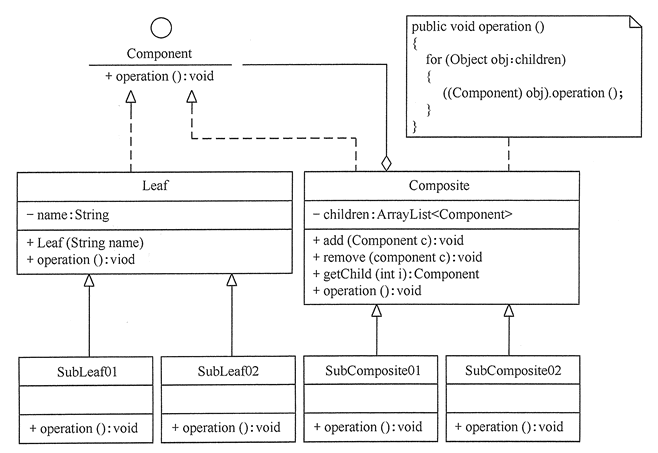 Component
+ operation ( ) : void
public void operation ( )
{
for (Object obj:children)
{
((Component) obj).operation ( );
}
}
Leaf
- name:String
+ Leaf (String name)
+ operation ( ) : viod
Composite
- children:ArrayList<Component>
+ add (Component c) : void
+ remove (component c) : void
+ getChild (int i) : Component
+ operation ( ) : void
SubLeaf01
+ operation ( ) : void
SubLeaf02
+ operation ( ) : void
SubComposite01
+ operation ( ) : void
SubComposite02
+ operation ( ) : void